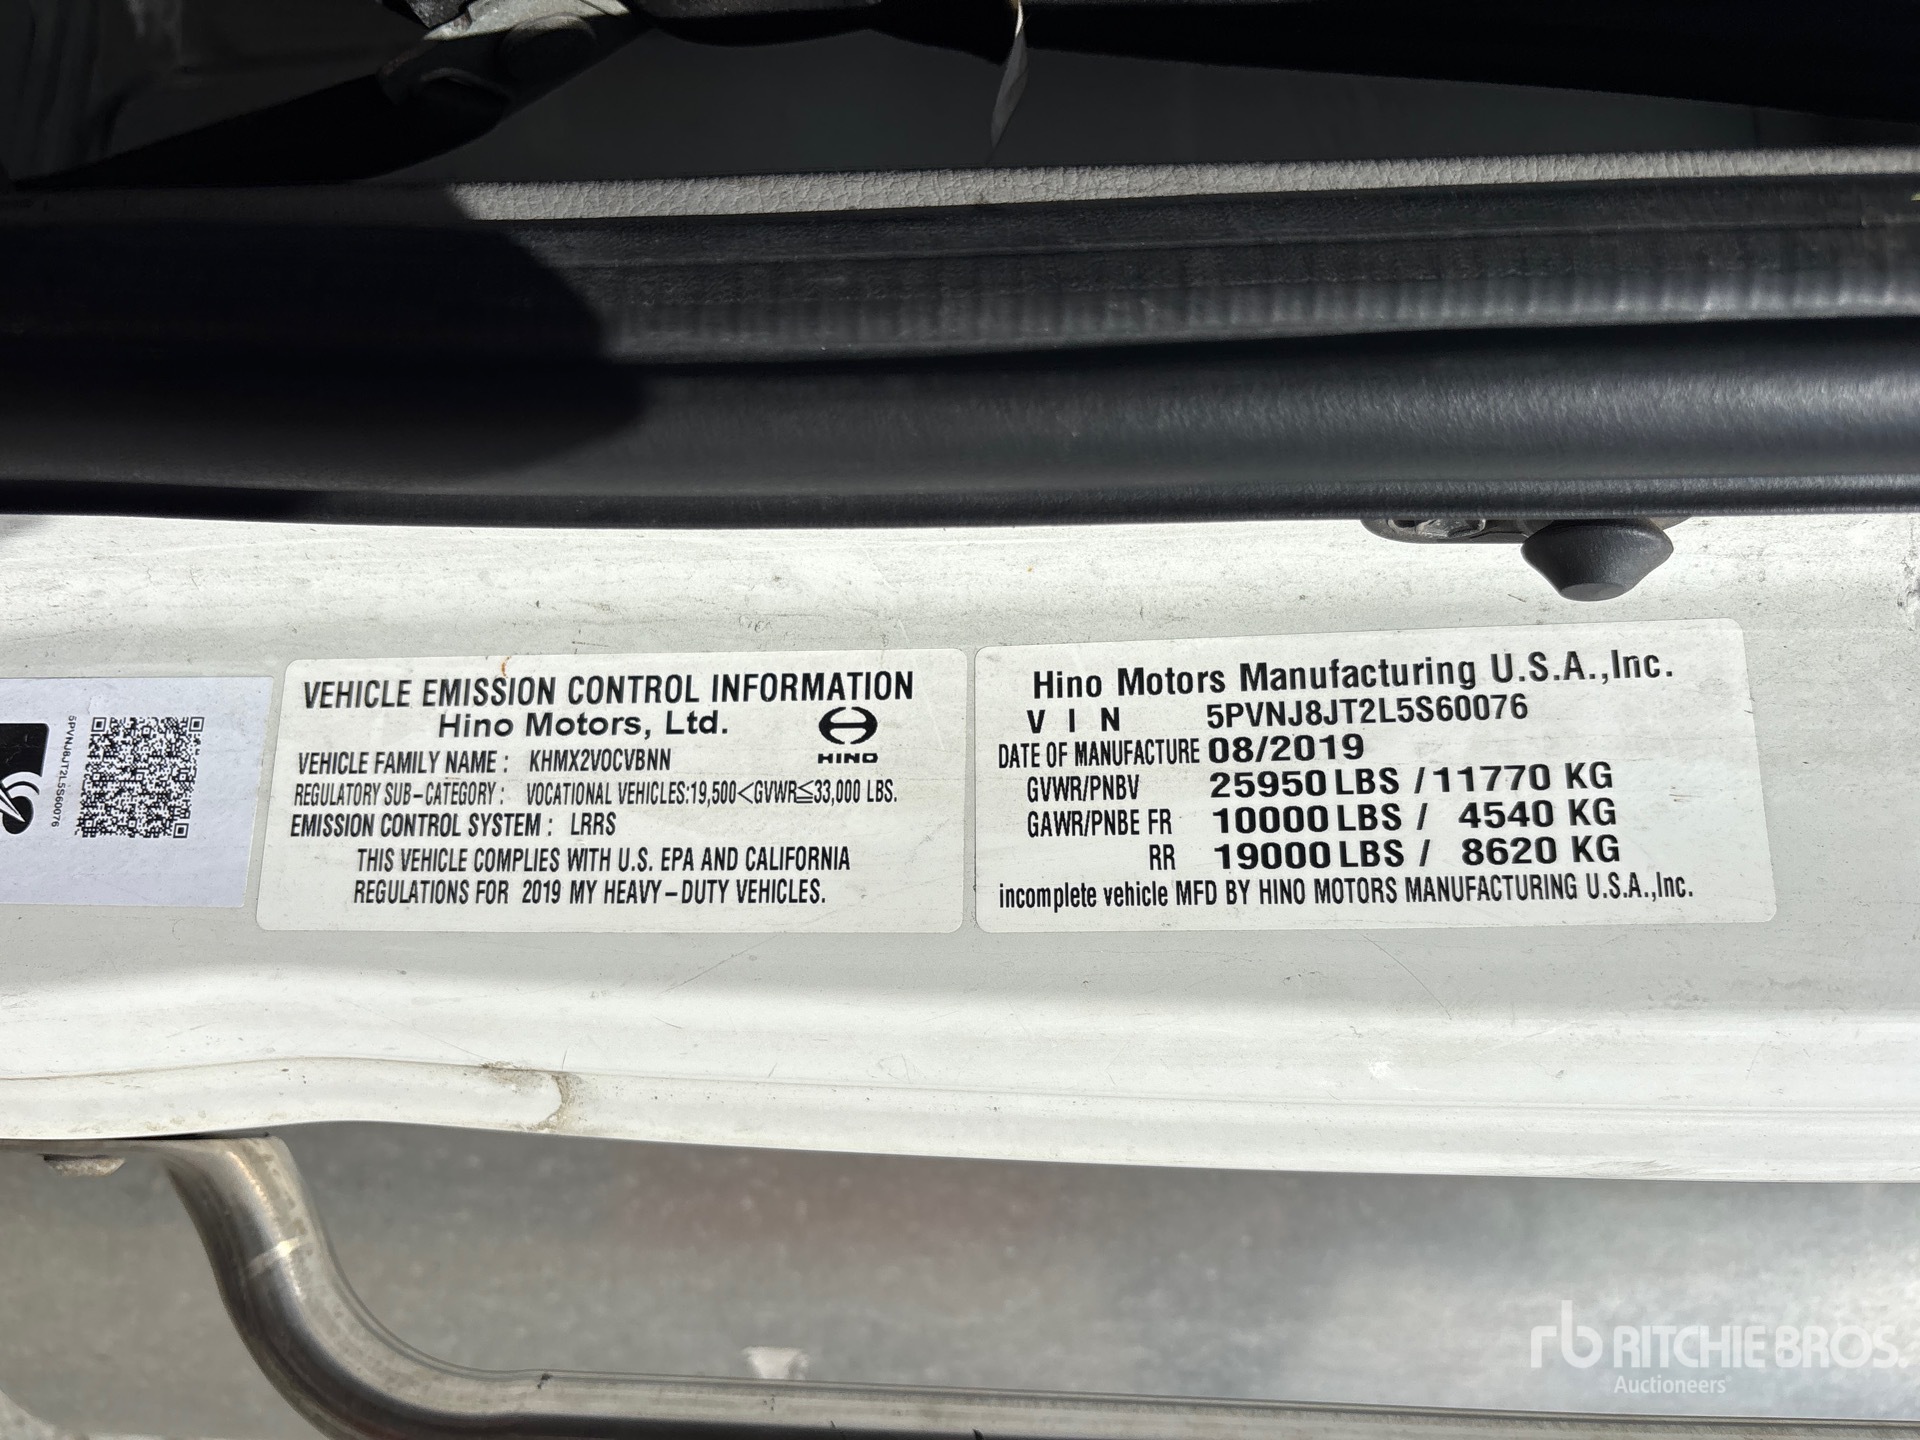 5PVNJ8JT2L5S60076
VEHICLE EMISSION CONTROL INFORMATION
Hino Motors, Ltd.
HINO
VEHICLE FAMILY NAME : KHMX2VOCVBNN
REGULATORY SUB-CATEGORY : VOCATIONAL VEHICLES:19,500<GVWR≦33,000 LBS.
EMISSION CONTROL SYSTEM : LRRS
THIS VEHICLE COMPLIES WITH U.S. EPA AND CALIFORNIA
REGULATIONS FOR 2019 MY HEAVY-DUTY VEHICLES.
Hino Motors Manufacturing U.S.A.,Inc.
V I N 5PVNJ8JT2L5S60076
DATE OF MANUFACTURE 08/2019
GVWR/PNBV 25950 LBS / 11770 KG
GAWR/PNBE FR 10000 LBS / 4540 KG
RR 19000 LBS / 8620 KG
incomplete vehicle MFD BY HINO MOTORS MANUFACTURING U.S.A.,Inc.
rb RITCHIE BROS.
Auctioneers